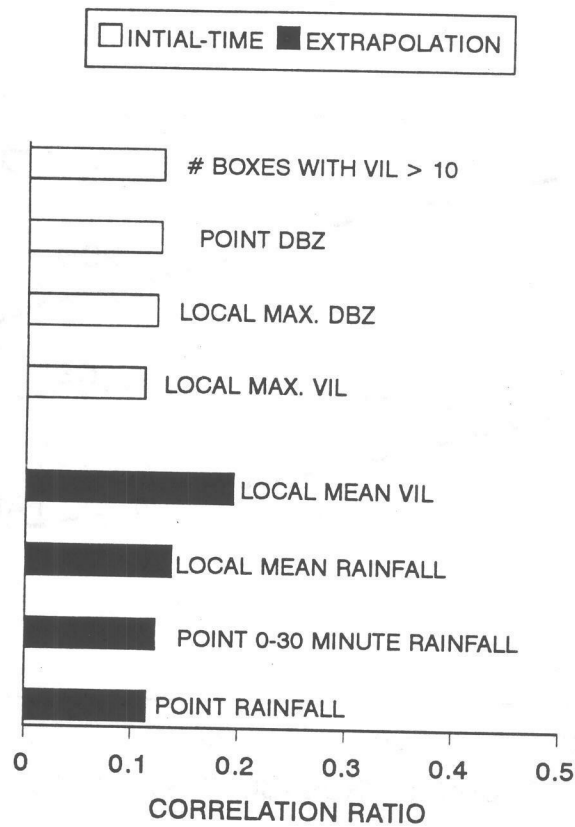 INTIAL-TIME EXTRAPOLATION
# BOXES WITH VIL > 10
POINT DBZ
LOCAL MAX. DBZ
LOCAL MAX. VIL
LOCAL MEAN VIL
LOCAL MEAN RAINFALL
POINT 0-30 MINUTE RAINFALL
POINT RAINFALL
0 0.1 0.2 0.3 0.4 0.5
CORRELATION RATIO